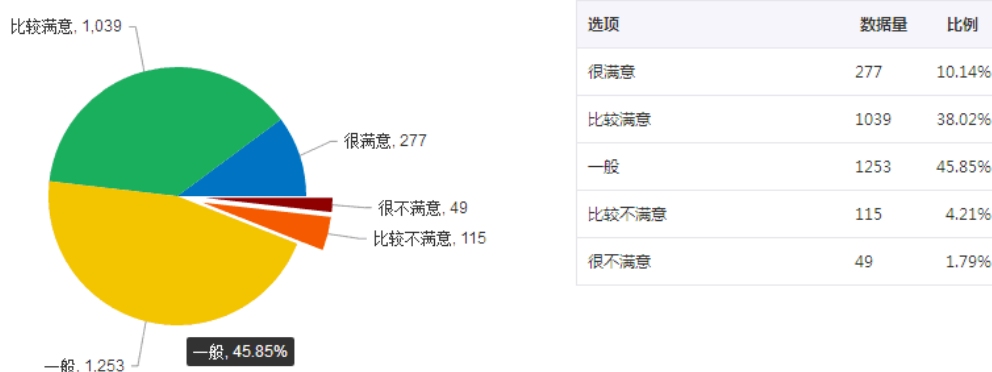 比较满意, 1,039
很满意, 277
很不满意, 49
比较不满意, 115
一般, 45.85%
一般, 1,253
选项 数据量 比例
很满意 277 10.14%
比较满意 1039 38.02%
一般 1253 45.85%
比较不满意 115 4.21%
很不满意 49 1.79%